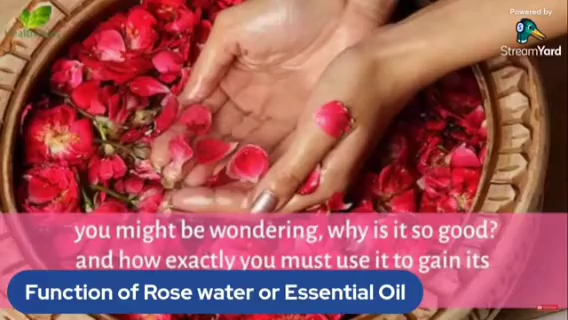 Powered by
StreamYard
you might be wondering, why is it so good?
and how exactly you must use it to gain its
Function of Rose water or Essential Oil